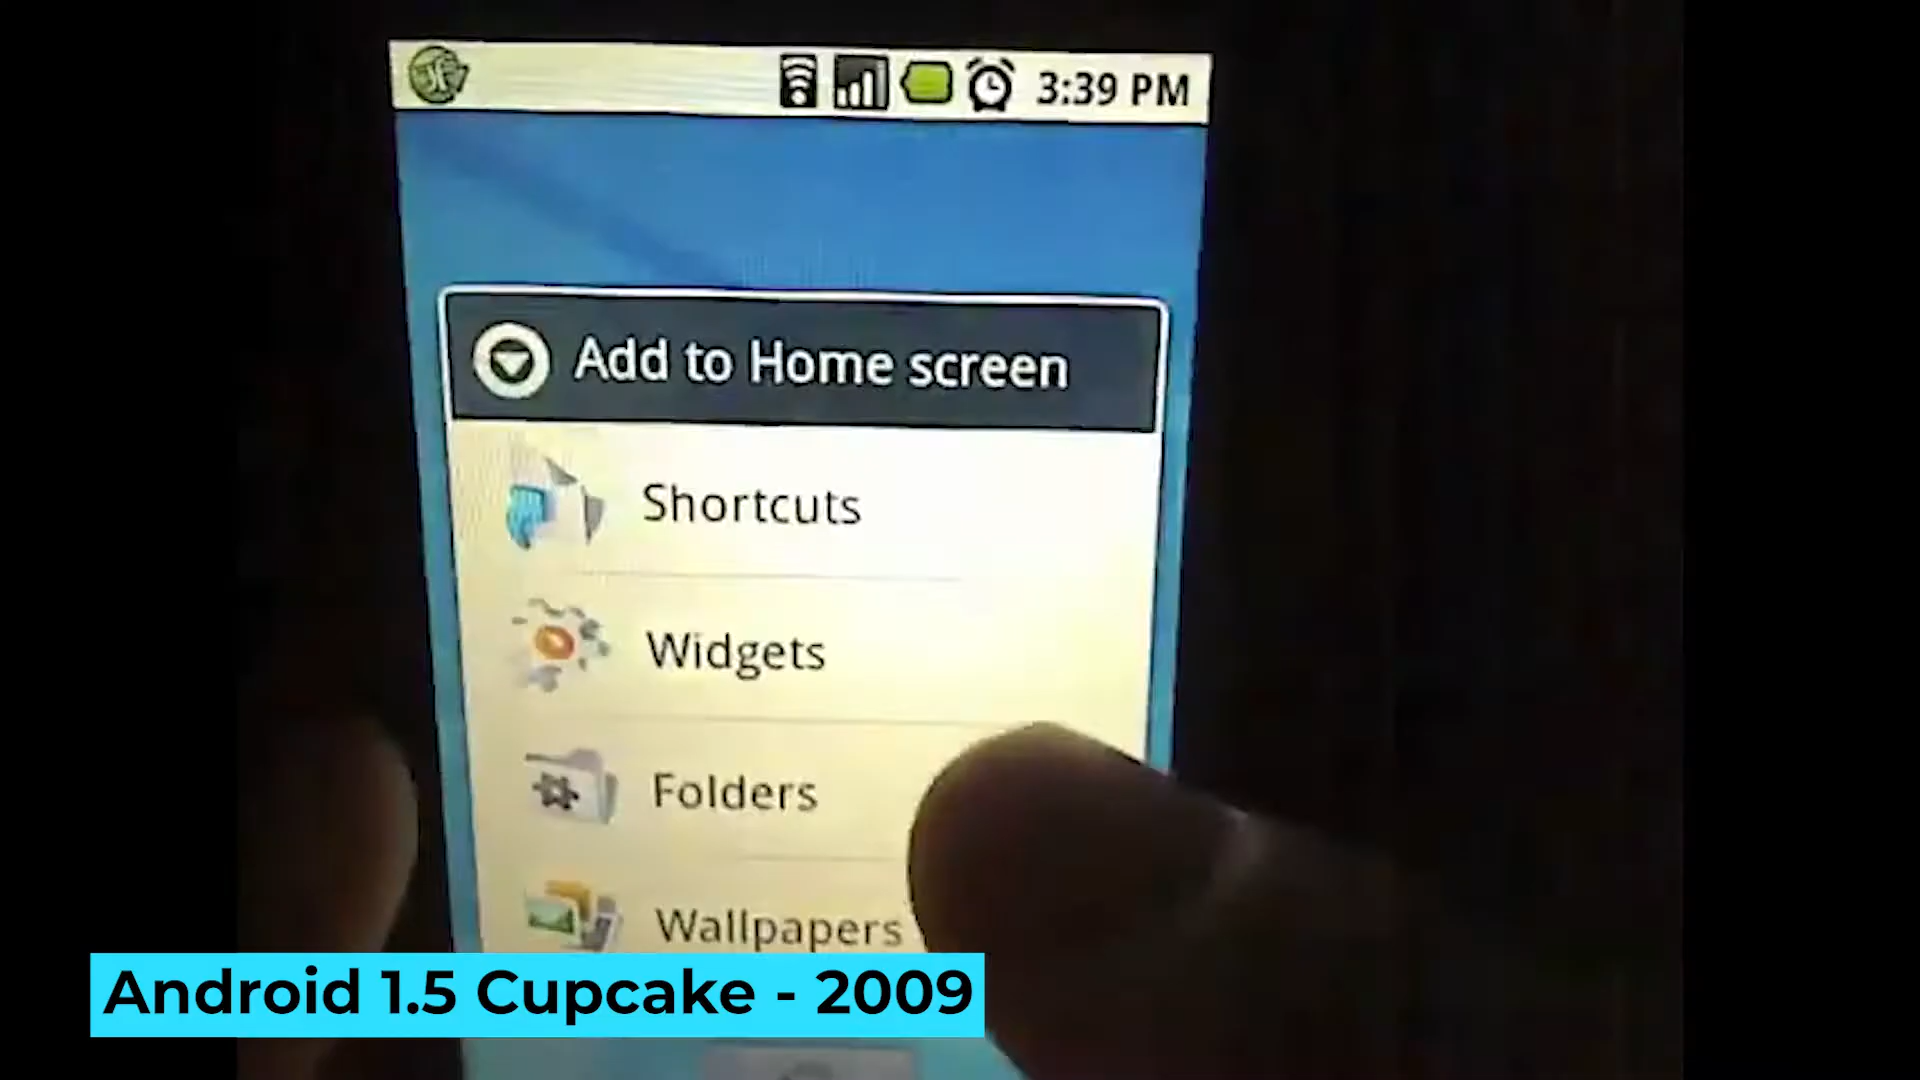 3:39 PM
Add to Home screen
Shortcuts
Widgets
Folders
Wallpapers
Android 1.5 Cupcake - 2009